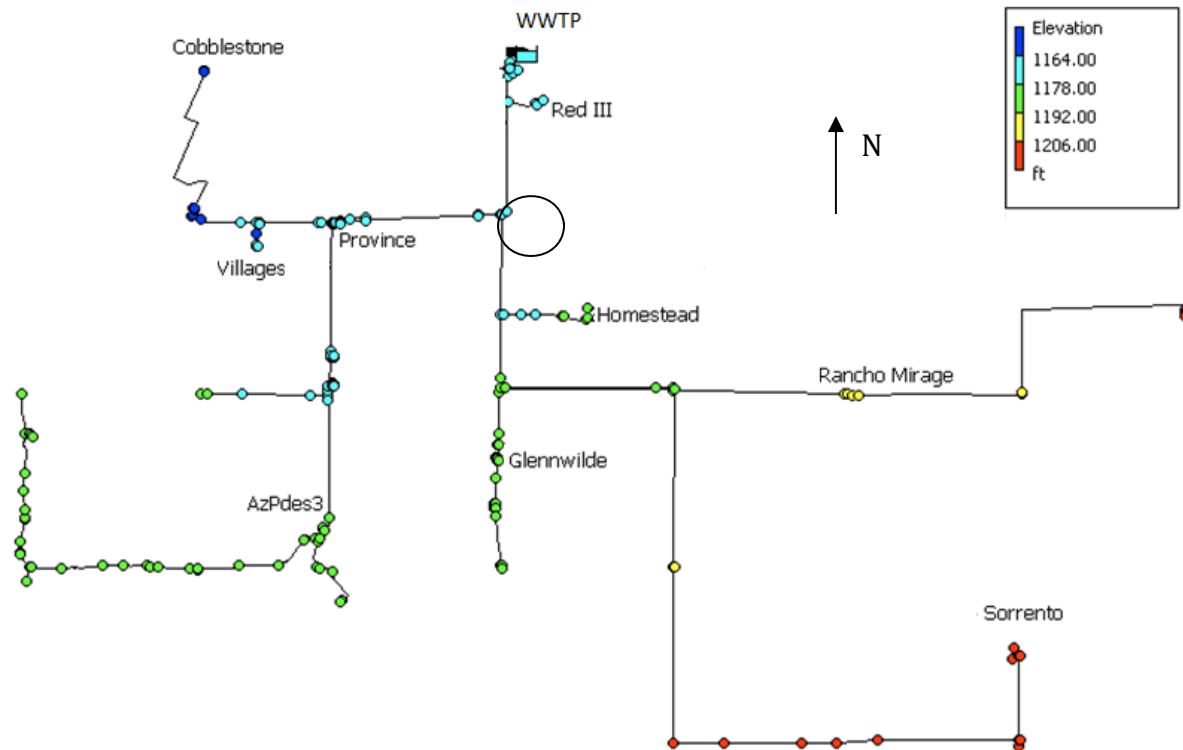 WWTP
Cobblestone
Elevation
1164.00
1178.00
1192.00
1206.00
ft
Red III
N
Province
Villages
Homestead
Rancho Mirage
Glennwilde
AzPdes3
Sorrento